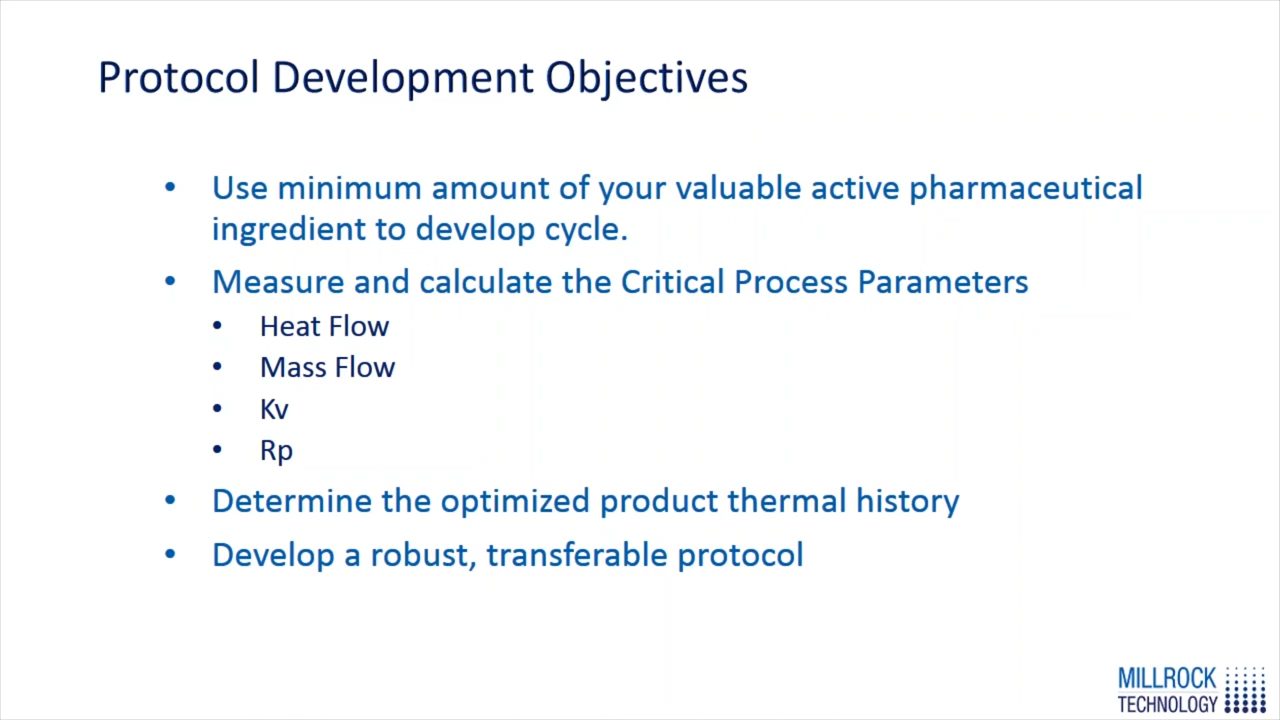 Protocol Development Objectives
• Use minimum amount of your valuable active pharmaceutical
ingredient to develop cycle.
• Measure and calculate the Critical Process Parameters
• Heat Flow
• Mass Flow
• Kv
• Rp
• Determine the optimized product thermal history
• Develop a robust, transferable protocol
MILLROCK
TECHNOLOGY